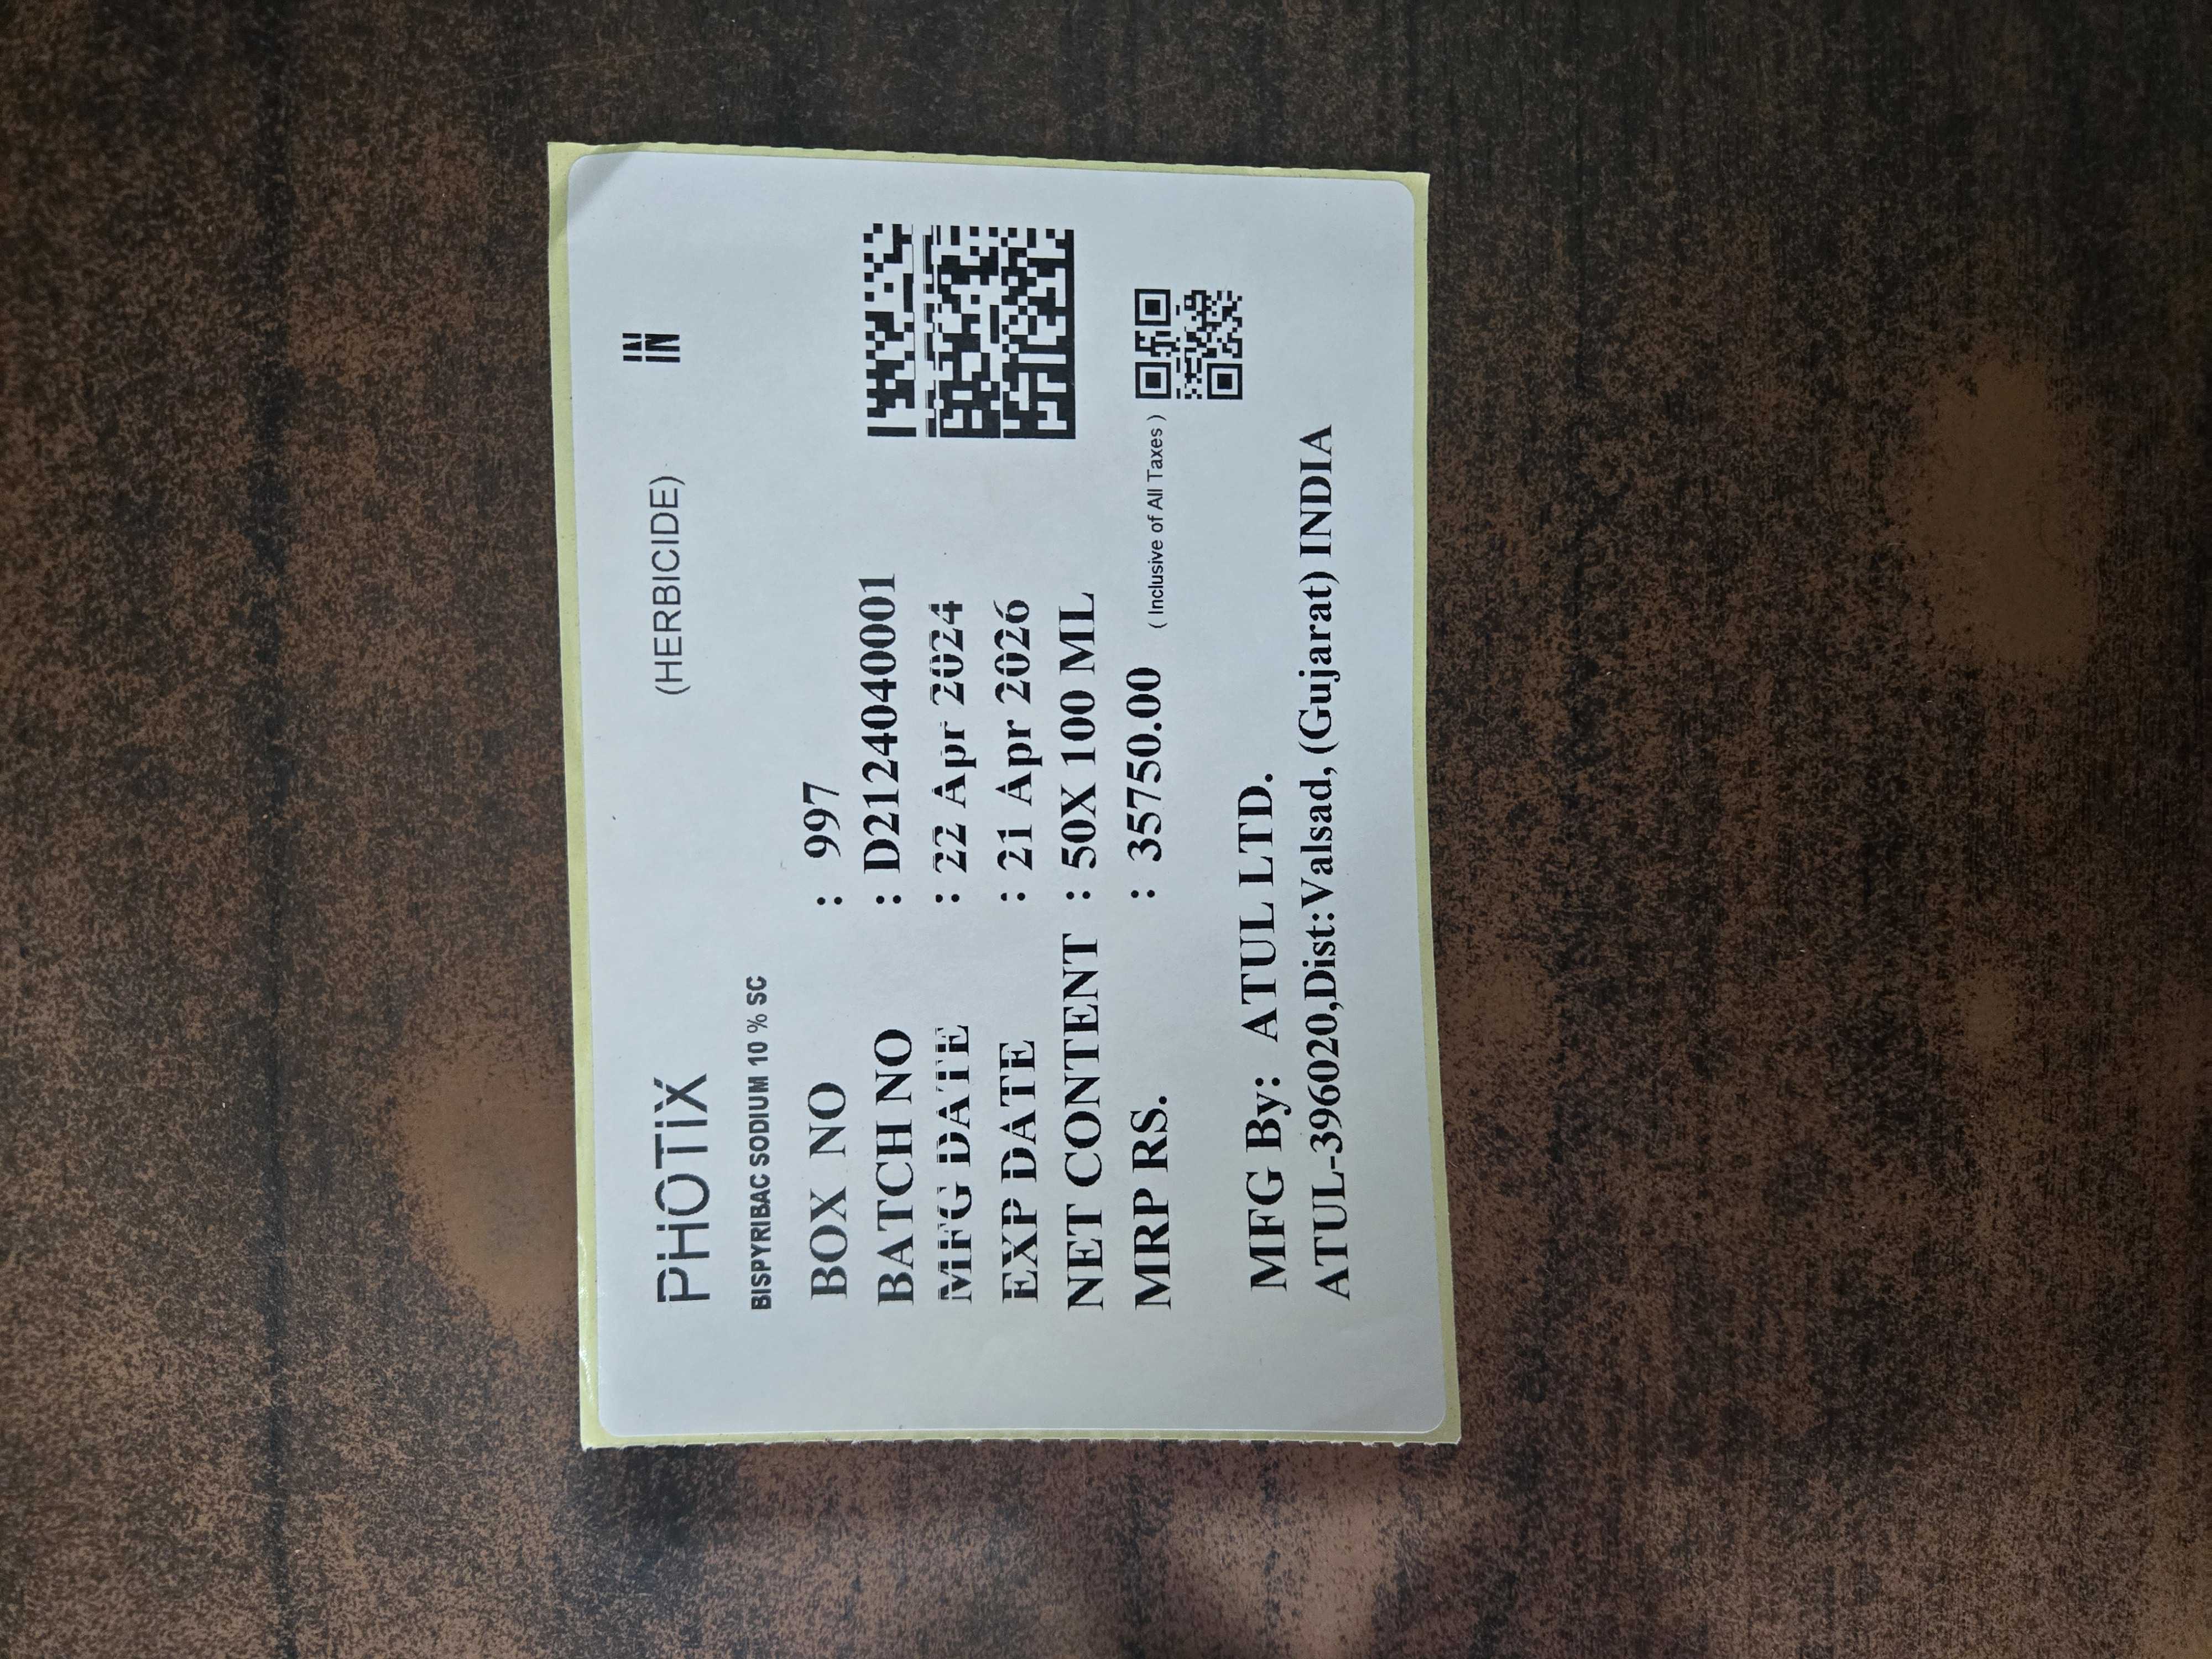 PHOTIX (HERBICIDE) IN
BISPYRIBAC SODIUM 10 % SC
BOX NO : 997
BATCH NO : D2124040001
MFG DATE : 22 Apr 2024
EXP DATE : 21 Apr 2026
NET CONTENT : 50X 100 ML
MRP RS. : 35750.00 ( Inclusive of All Taxes )
MFG By: ATUL LTD.
ATUL-396020,Dist:Valsad, (Gujarat) INDIA